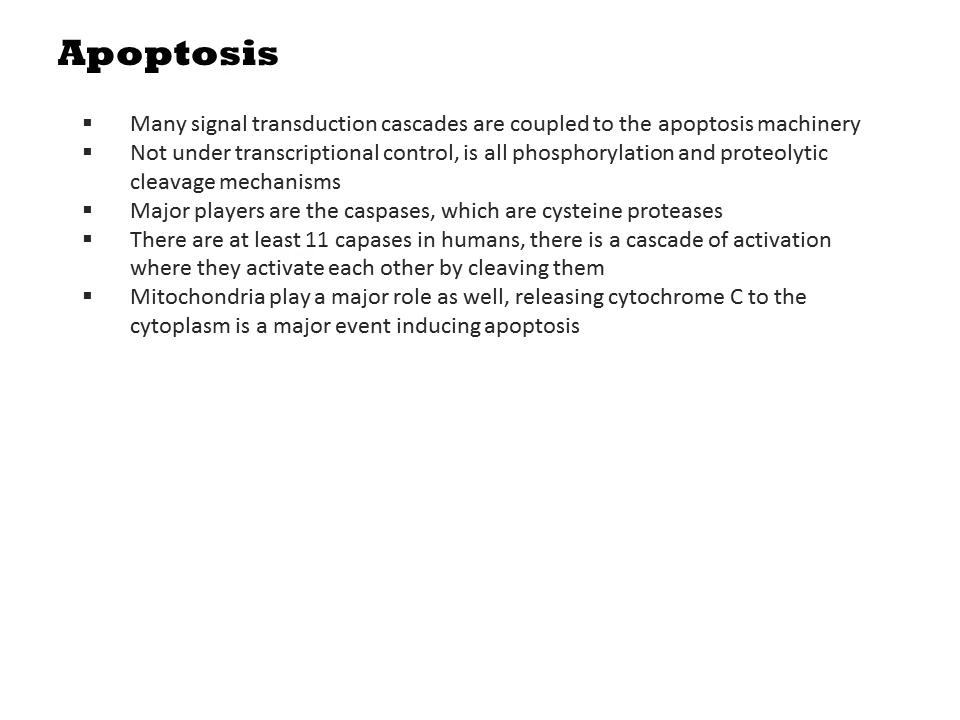 Apoptosis
▪ Many signal transduction cascades are coupled to the apoptosis machinery
▪ Not under transcriptional control, is all phosphorylation and proteolytic
cleavage mechanisms
▪ Major players are the caspases, which are cysteine proteases
▪ There are at least 11 capases in humans, there is a cascade of activation
where they activate each other by cleaving them
▪ Mitochondria play a major role as well, releasing cytochrome C to the
cytoplasm is a major event inducing apoptosis